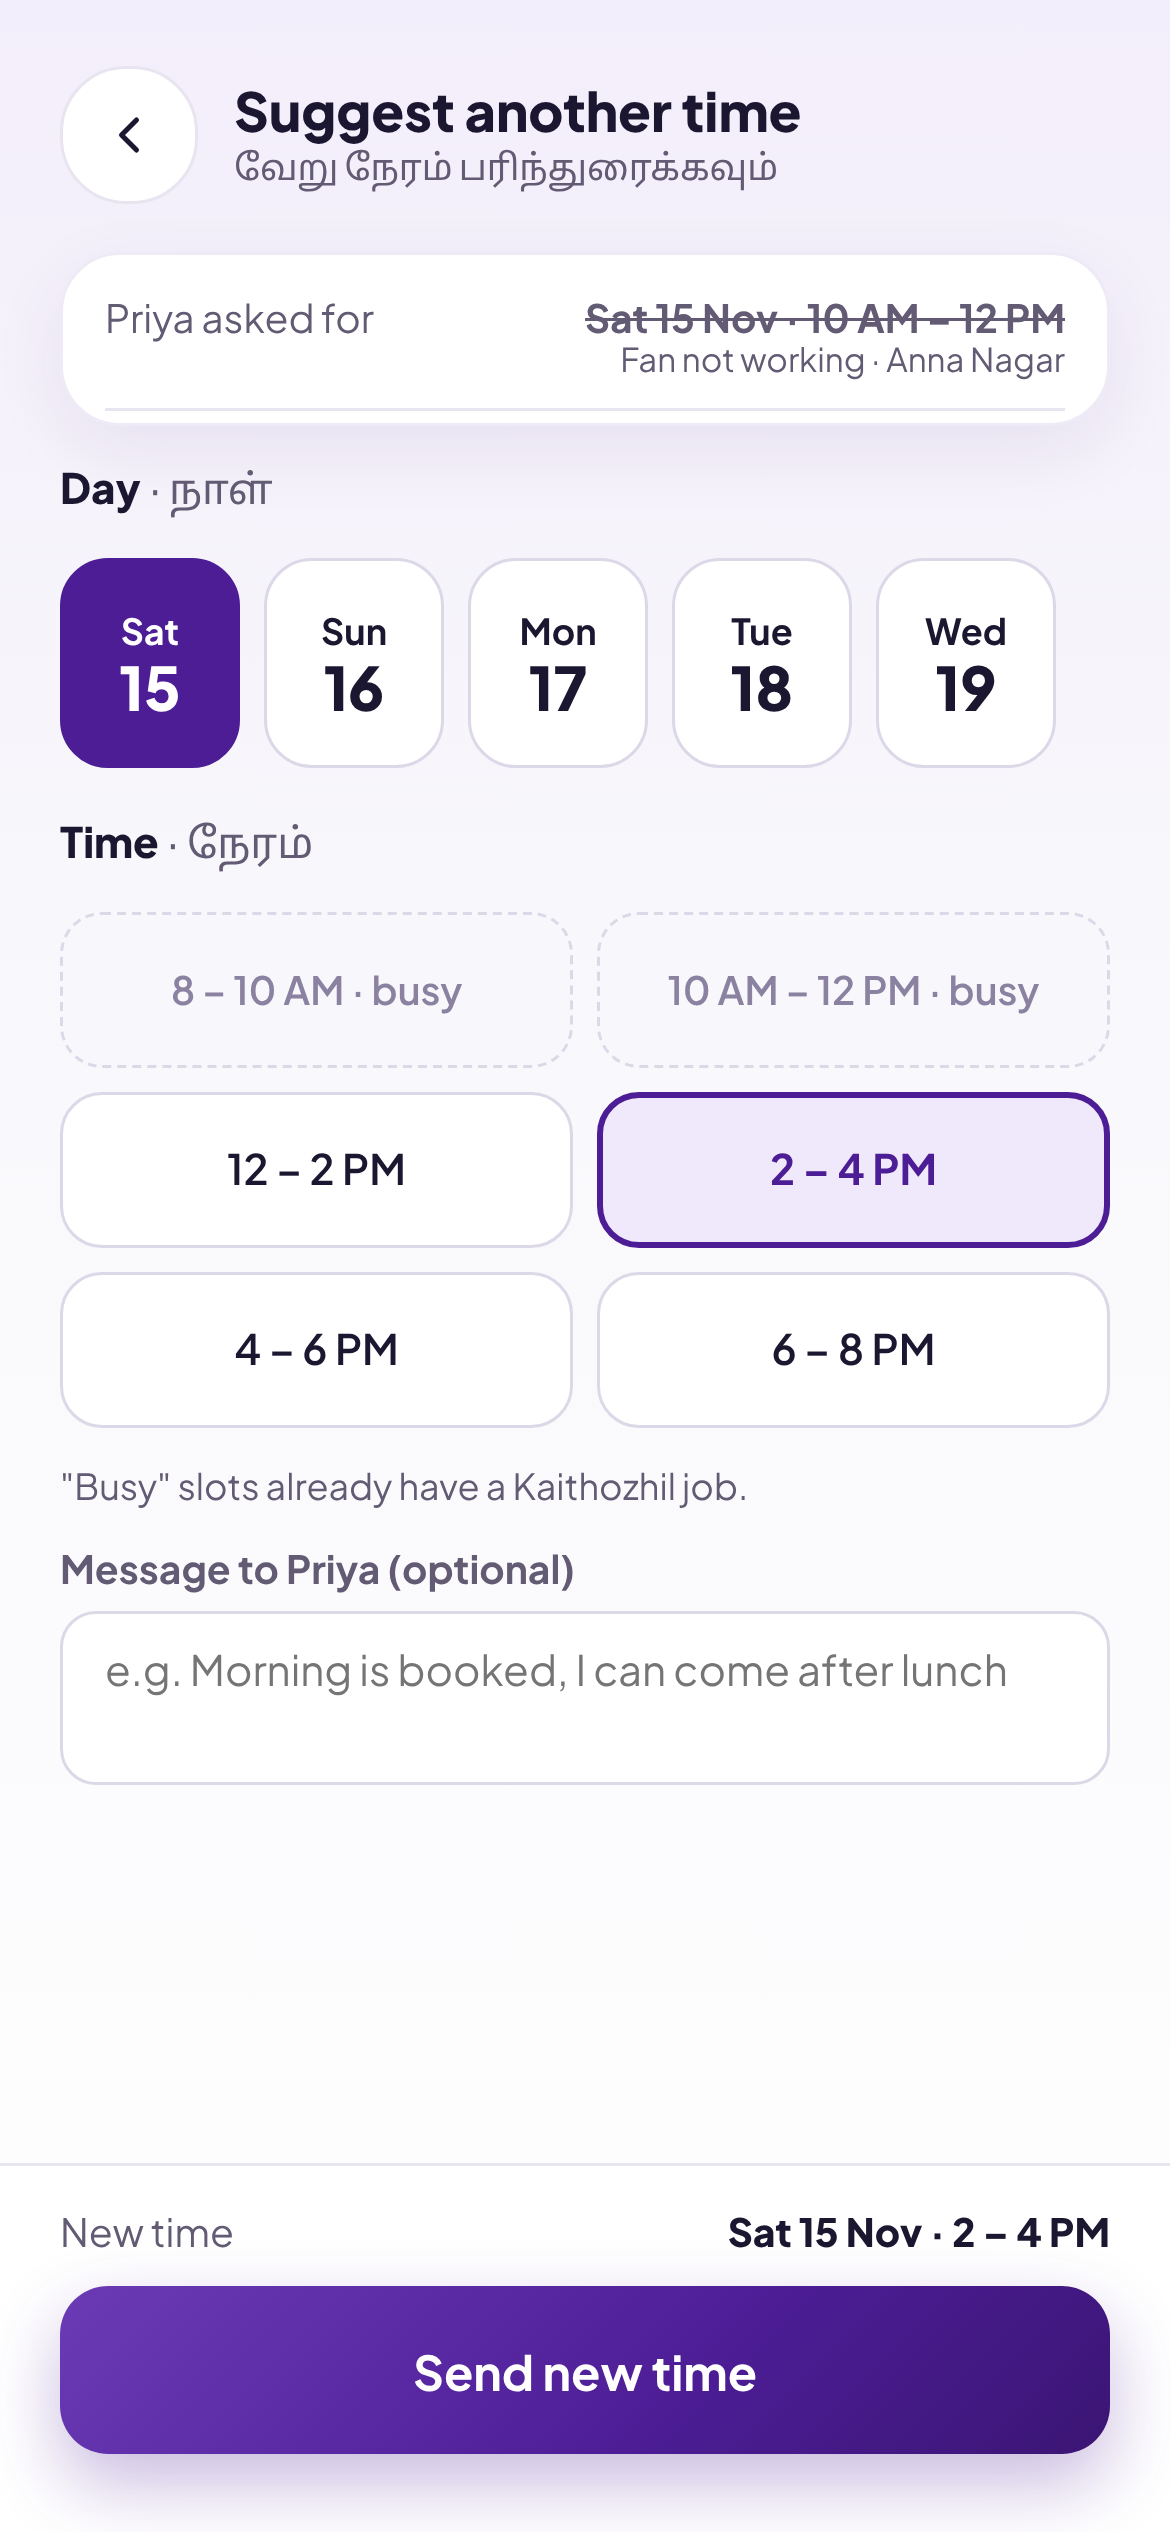 Suggest another time
வேறு நேரம் பரிந்துரைக்கவும்
Priya asked for
Sat 15 Nov · 10 AM – 12 PM
Fan not working · Anna Nagar
Day · நாள்
Sat
15
Sun
16
Mon
17
Tue
18
Wed
19
Time · நேரம்
8 – 10 AM · busy
10 AM – 12 PM · busy
12 – 2 PM
2 – 4 PM
4 – 6 PM
6 – 8 PM
"Busy" slots already have a Kaithozhil job.
Message to Priya (optional)
e.g. Morning is booked, I can come after lunch
New time
Sat 15 Nov · 2 – 4 PM
Send new time